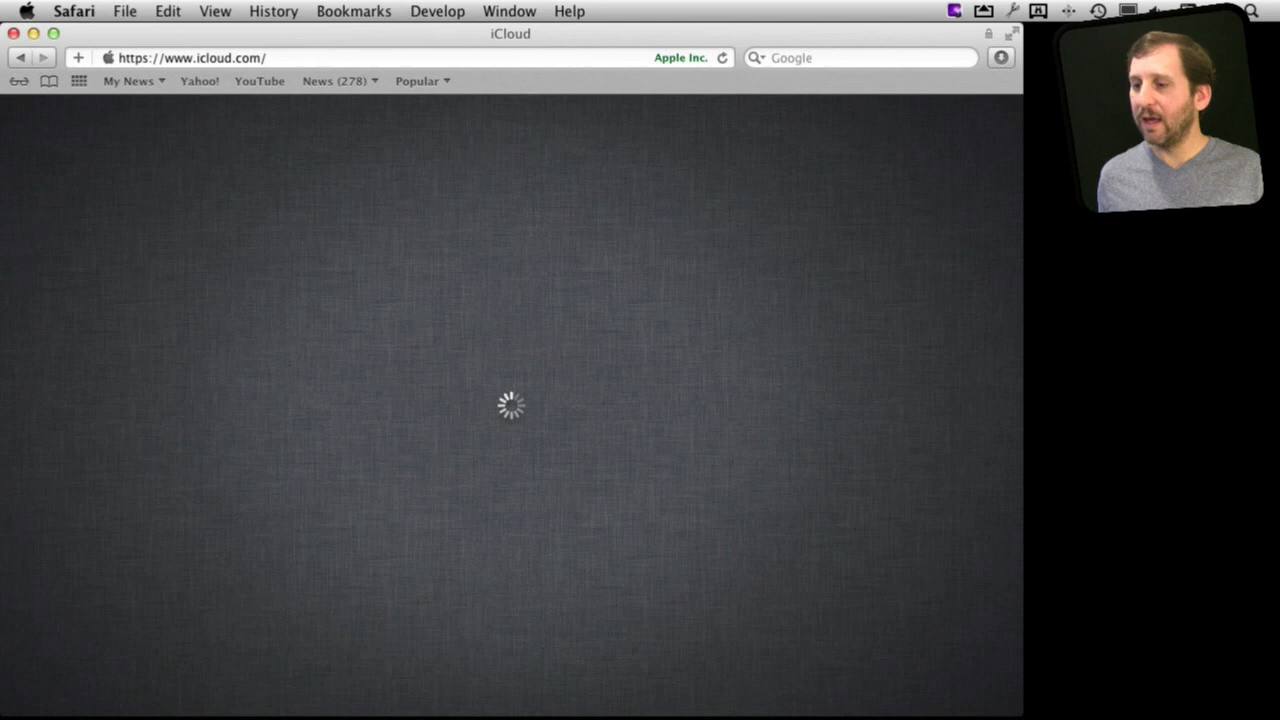 Safari File Edit View History Bookmarks Develop Window Help
iCloud
https://www.icloud.com/ Apple Inc. Google
My News Yahoo! YouTube News (278) Popular